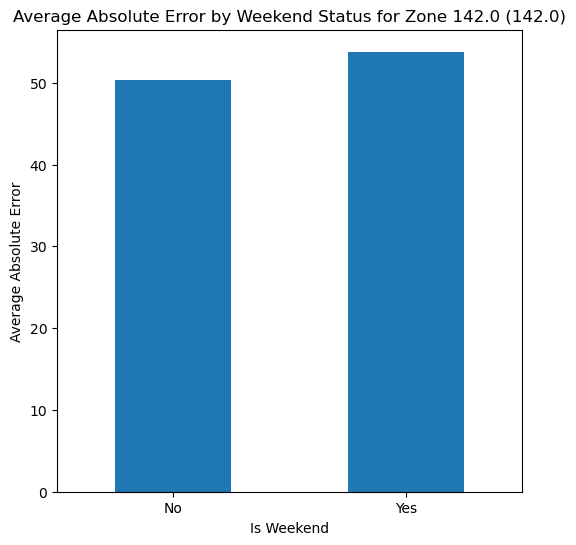 Average Absolute Error by Weekend Status for Zone 142.0 (142.0)
Average Absolute Error
50
40
30
20
10
0
No
Yes
Is Weekend